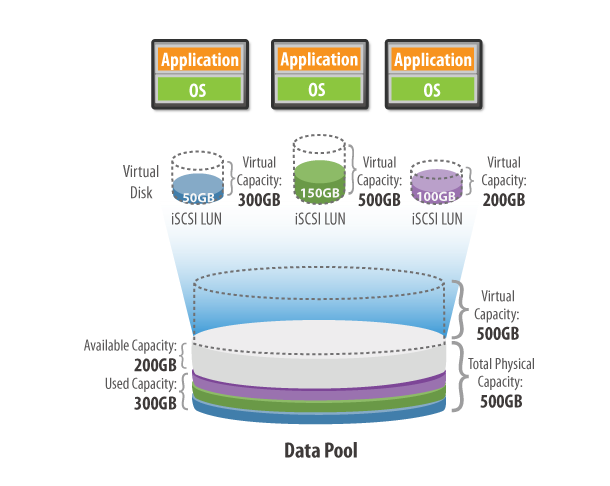 Application
OS
Application
OS
Application
OS
Virtual
Disk
50GB
iSCSI LUN
Virtual
Capacity:
300GB
150GB
iSCSI LUN
Virtual
Capacity:
500GB
100GB
iSCSI LUN
Virtual
Capacity:
200GB
Virtual
Capacity:
500GB
Available Capacity:
200GB
Used Capacity:
300GB
Total Physical
Capacity:
500GB
Data Pool